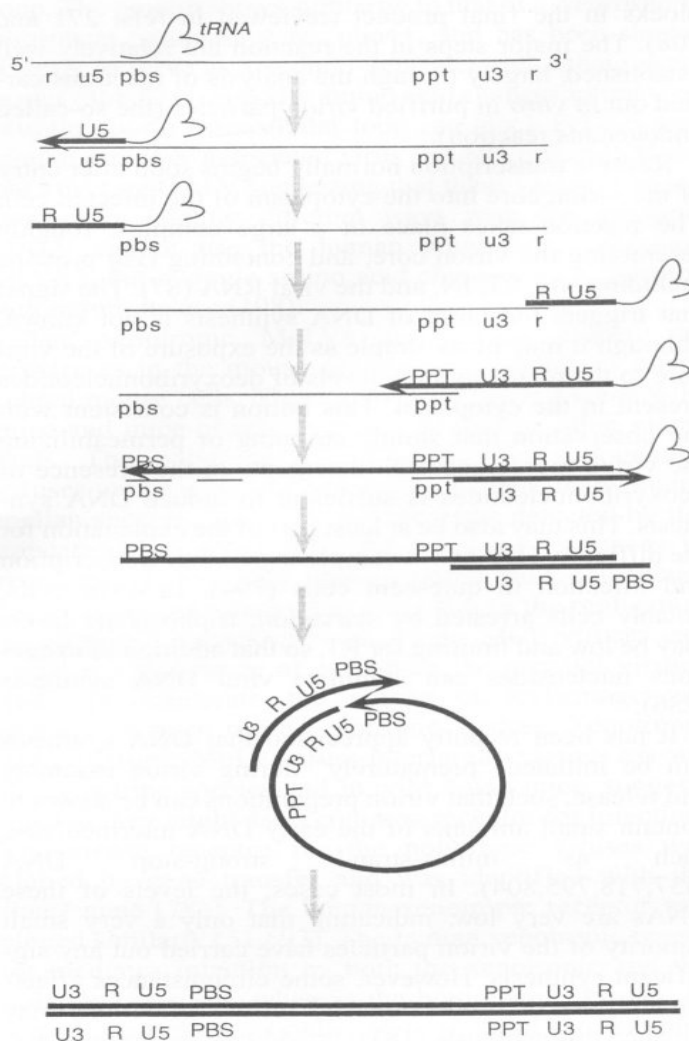 tRNA
5' 3'
r u5 pbs ppt u3
U5
r u5 pbs ppt u3 r
R U5
pbs ppt u3 r
R U5
pbs ppt u3 r
PPT U3 R U5
pbs ppt
PBS PPT U3 R U5
pbs ppt
U3 R U5
PBS PPT U3 R U5
U3 R U5 PBS
U3 R U5 PBS
PPT U3 R U5 PBS
U3 R U5 PBS PPT U3 R U5
U3 R U5 PBS PPT U3 R U5